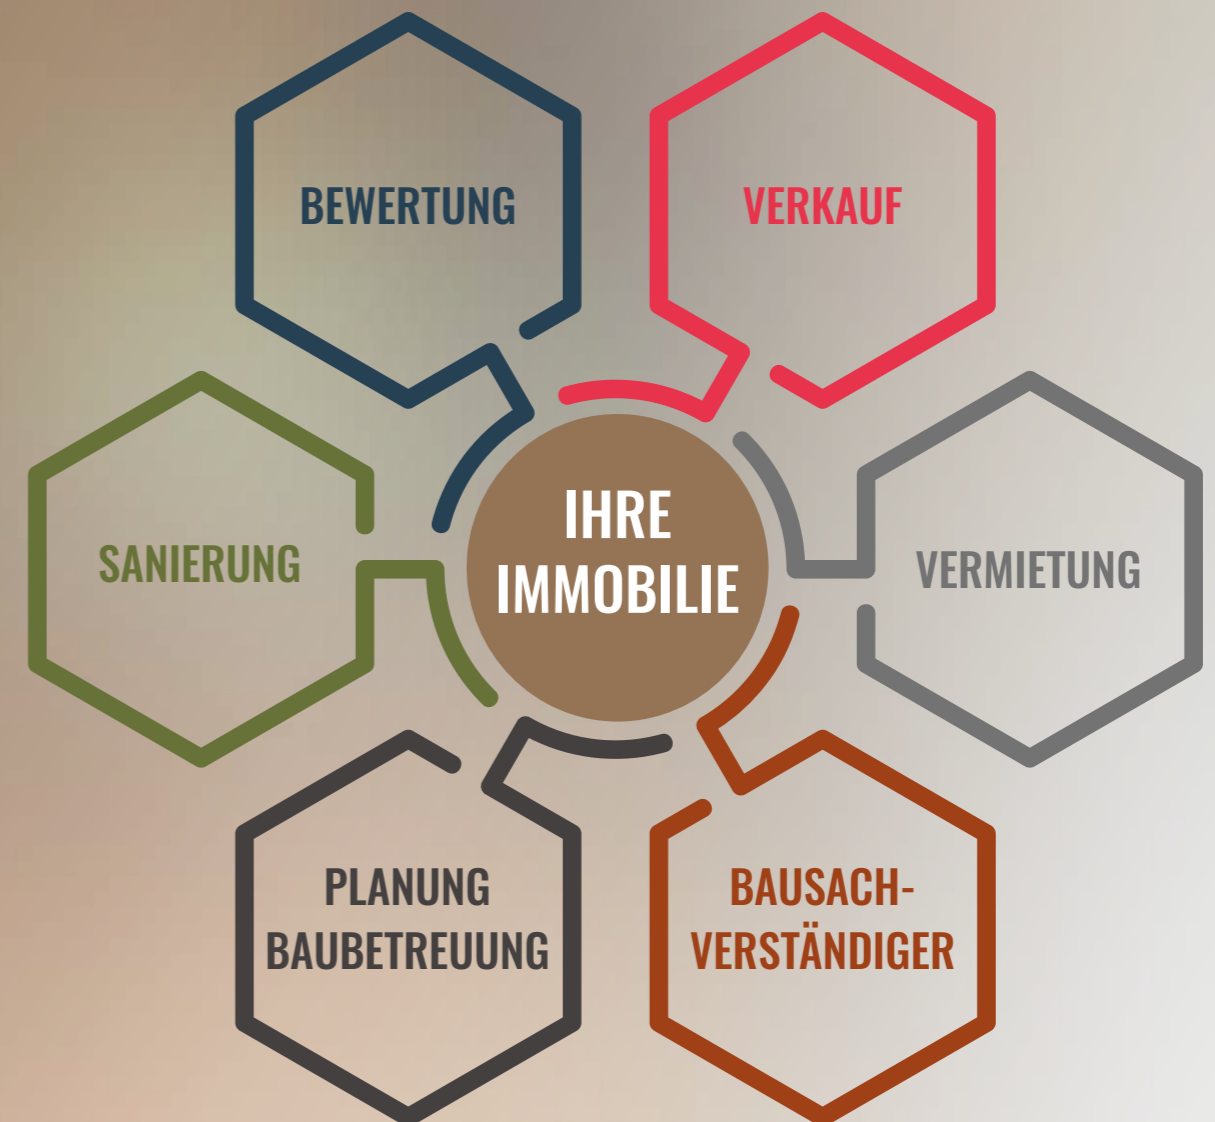 BEWERTUNG
VERKAUF
IHRE
IMMOBILIE
SANIERUNG
VERMIETUNG
PLANUNG
BAUBETREUUNG
BAUSACH-
VERSTÄNDIGER